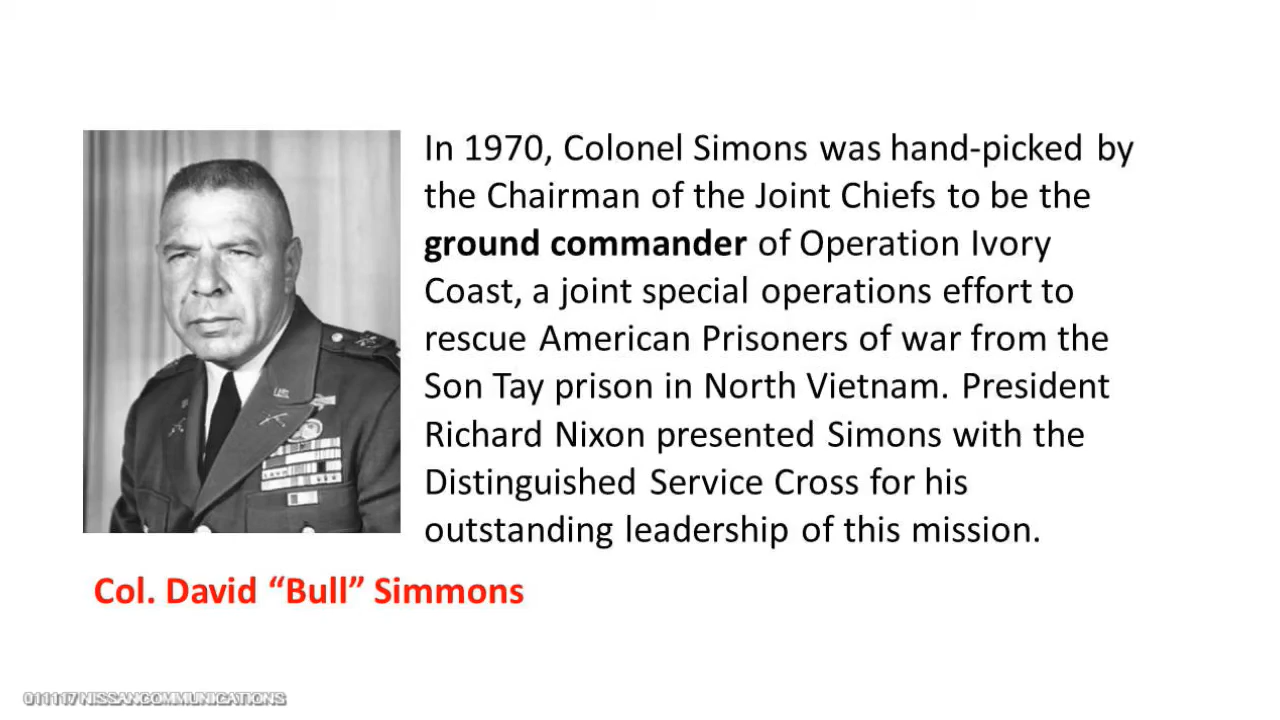 In 1970, Colonel Simons was hand-picked by
the Chairman of the Joint Chiefs to be the
ground commander of Operation Ivory
Coast, a joint special operations effort to
rescue American Prisoners of war from the
Son Tay prison in North Vietnam. President
Richard Nixon presented Simons with the
Distinguished Service Cross for his
outstanding leadership of this mission.
Col. David “Bull” Simmons
011117 NISSANCOMMUNICATIONS